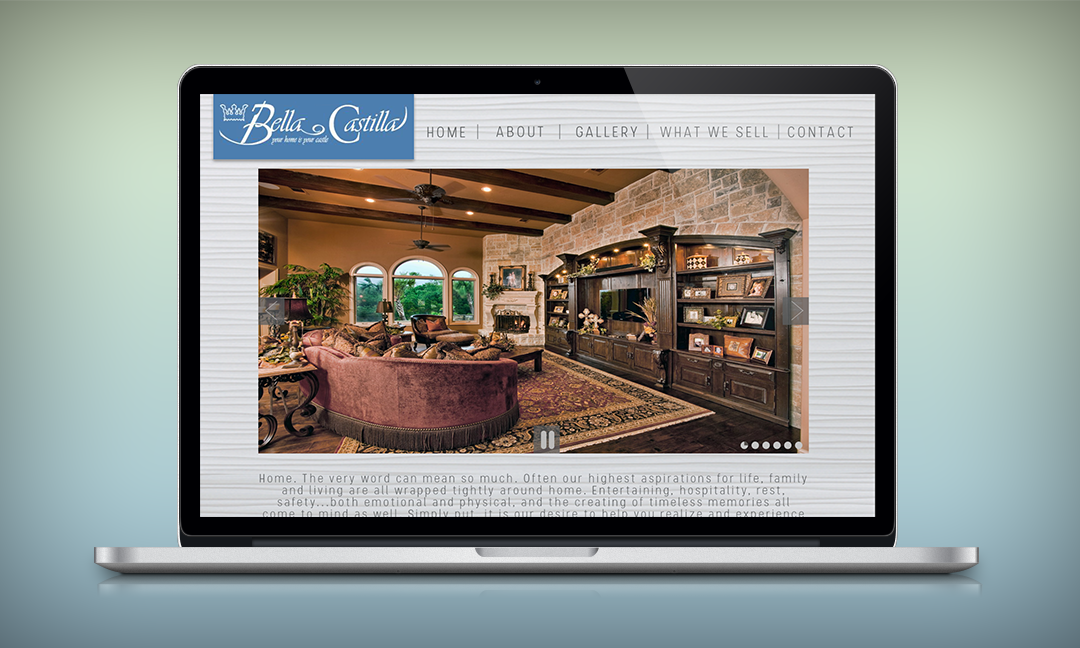 Bella Castilla
your home is your castle
HOME | ABOUT | GALLERY | WHAT WE SELL | CONTACT
Home. The very word can mean so much. Often our highest aspirations for life, family
and living are all wrapped tightly around home. Entertaining, hospitality, rest,
safety...both emotional and physical, and the creating of timeless memories all
come to mind as well. Simply put, it is our desire to help you realize and experience